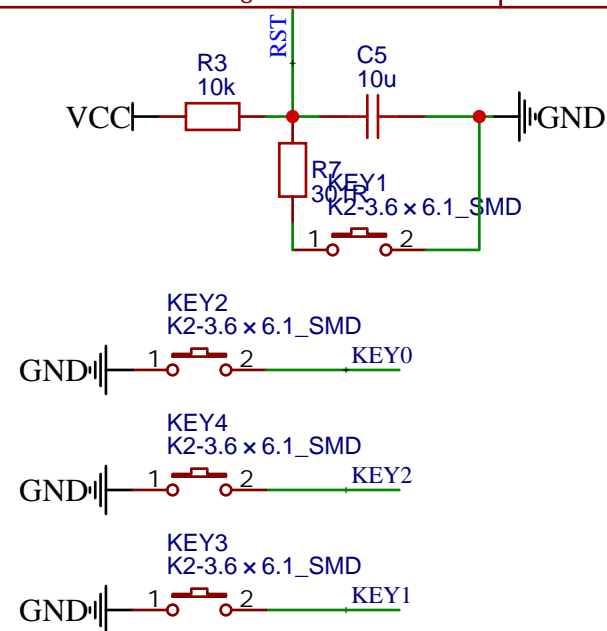 RST
R3
10k
C5
10u
VCC
GND
R7
301R
KEY1
K2-3.6×6.1_SMD
1 2
KEY2
K2-3.6×6.1_SMD
GND 1 2 KEY0
KEY4
K2-3.6×6.1_SMD
GND 1 2 KEY2
KEY3
K2-3.6×6.1_SMD
GND 1 2 KEY1